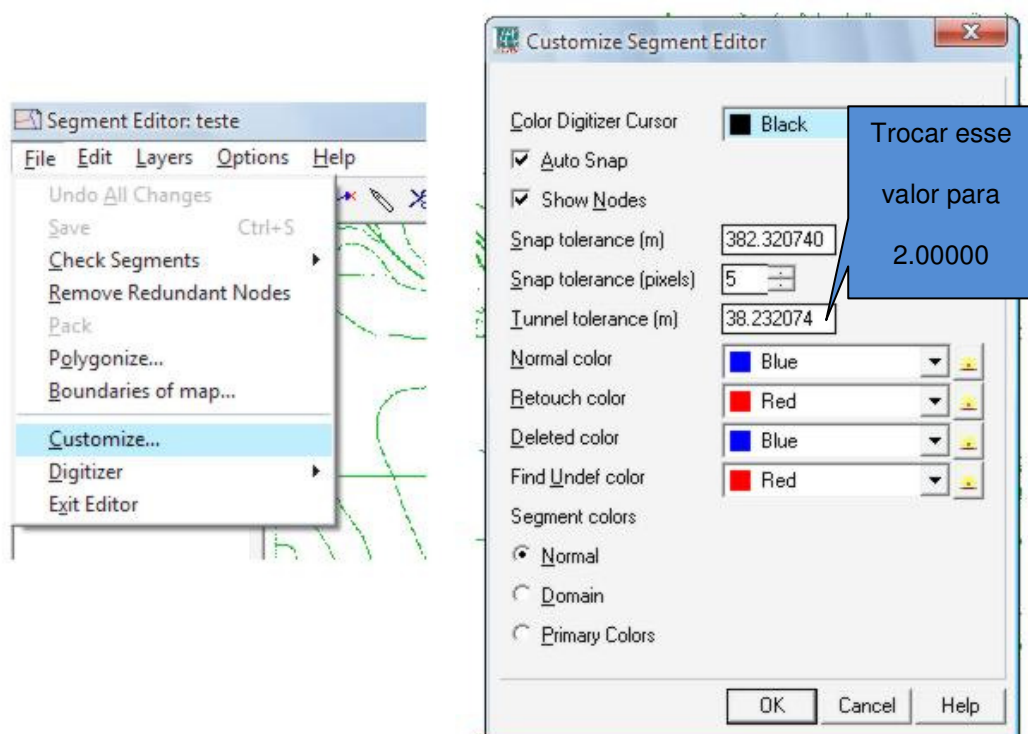 Segment Editor: teste
File Edit Layers Options Help
Undo All Changes
Save Ctrl+S
Check Segments
Remove Redundant Nodes
Pack
Polygonize...
Boundaries of map...
Customize...
Digitizer
Exit Editor
Customize Segment Editor
Color Digitizer Cursor Black
Auto Snap
Show Nodes
Snap tolerance (m) 382.320740
Snap tolerance (pixels) 5
Tunnel tolerance (m) 38.232074
Normal color Blue
Retouch color Red
Deleted color Blue
Find Undef color Red
Segment colors
Normal
Domain
Primary Colors
OK Cancel Help
Trocar esse
valor para
2.00000